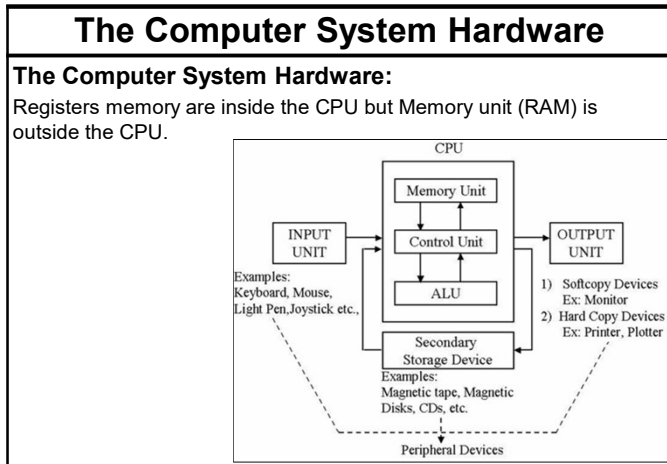 The Computer System Hardware
The Computer System Hardware:
Registers memory are inside the CPU but Memory unit (RAM) is
outside the CPU.
CPU
Memory Unit
INPUT
UNIT
Control Unit
OUTPUT
UNIT
ALU
Examples:
Keyboard, Mouse,
Light Pen,Joystick etc.,
1) Softcopy Devices
Ex: Monitor
2) Hard Copy Devices
Ex: Printer, Plotter
Secondary
Storage Device
Examples:
Magnetic tape, Magnetic
Disks, CDs, etc.
Peripheral Devices